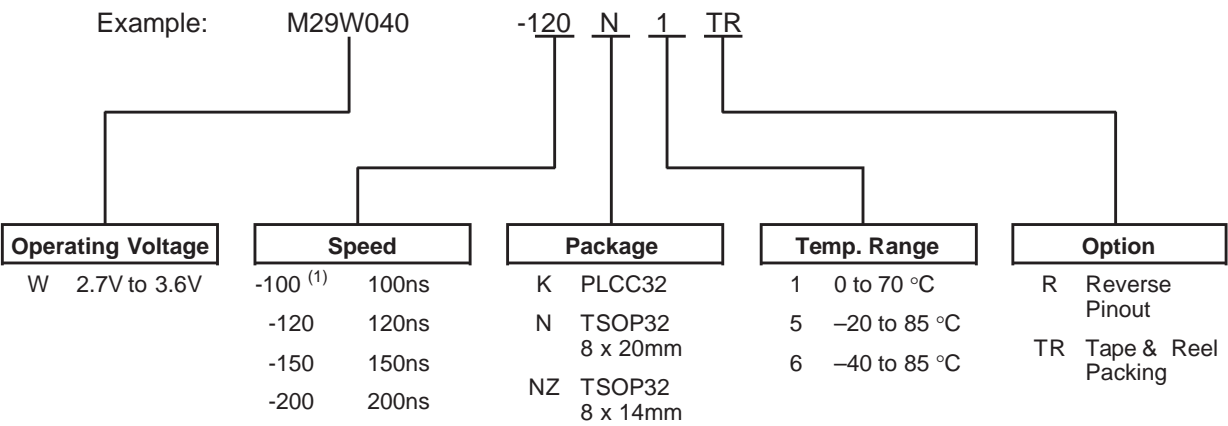 Example: M29W040 -120 N 1 TR
Operating Voltage
W 2.7V to 3.6V
Speed
-100 (1) 100ns
-120 120ns
-150 150ns
-200 200ns
Package
K PLCC32
N TSOP32
8 x 20mm
NZ TSOP32
8 x 14mm
Temp. Range
1 0 to 70 °C
5 –20 to 85 °C
6 –40 to 85 °C
Option
R Reverse
Pinout
TR Tape & Reel
Packing